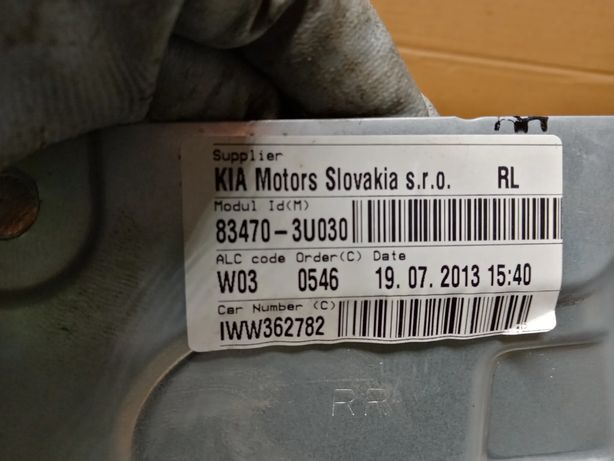 Supplier
KIA Motors Slovakia s.r.o. RL
Modul Id(M)
83470-3U030
ALC code Order(C) Date
W03 0546 19. 07. 2013 15:40
Car Number (C)
IWW362782
RR